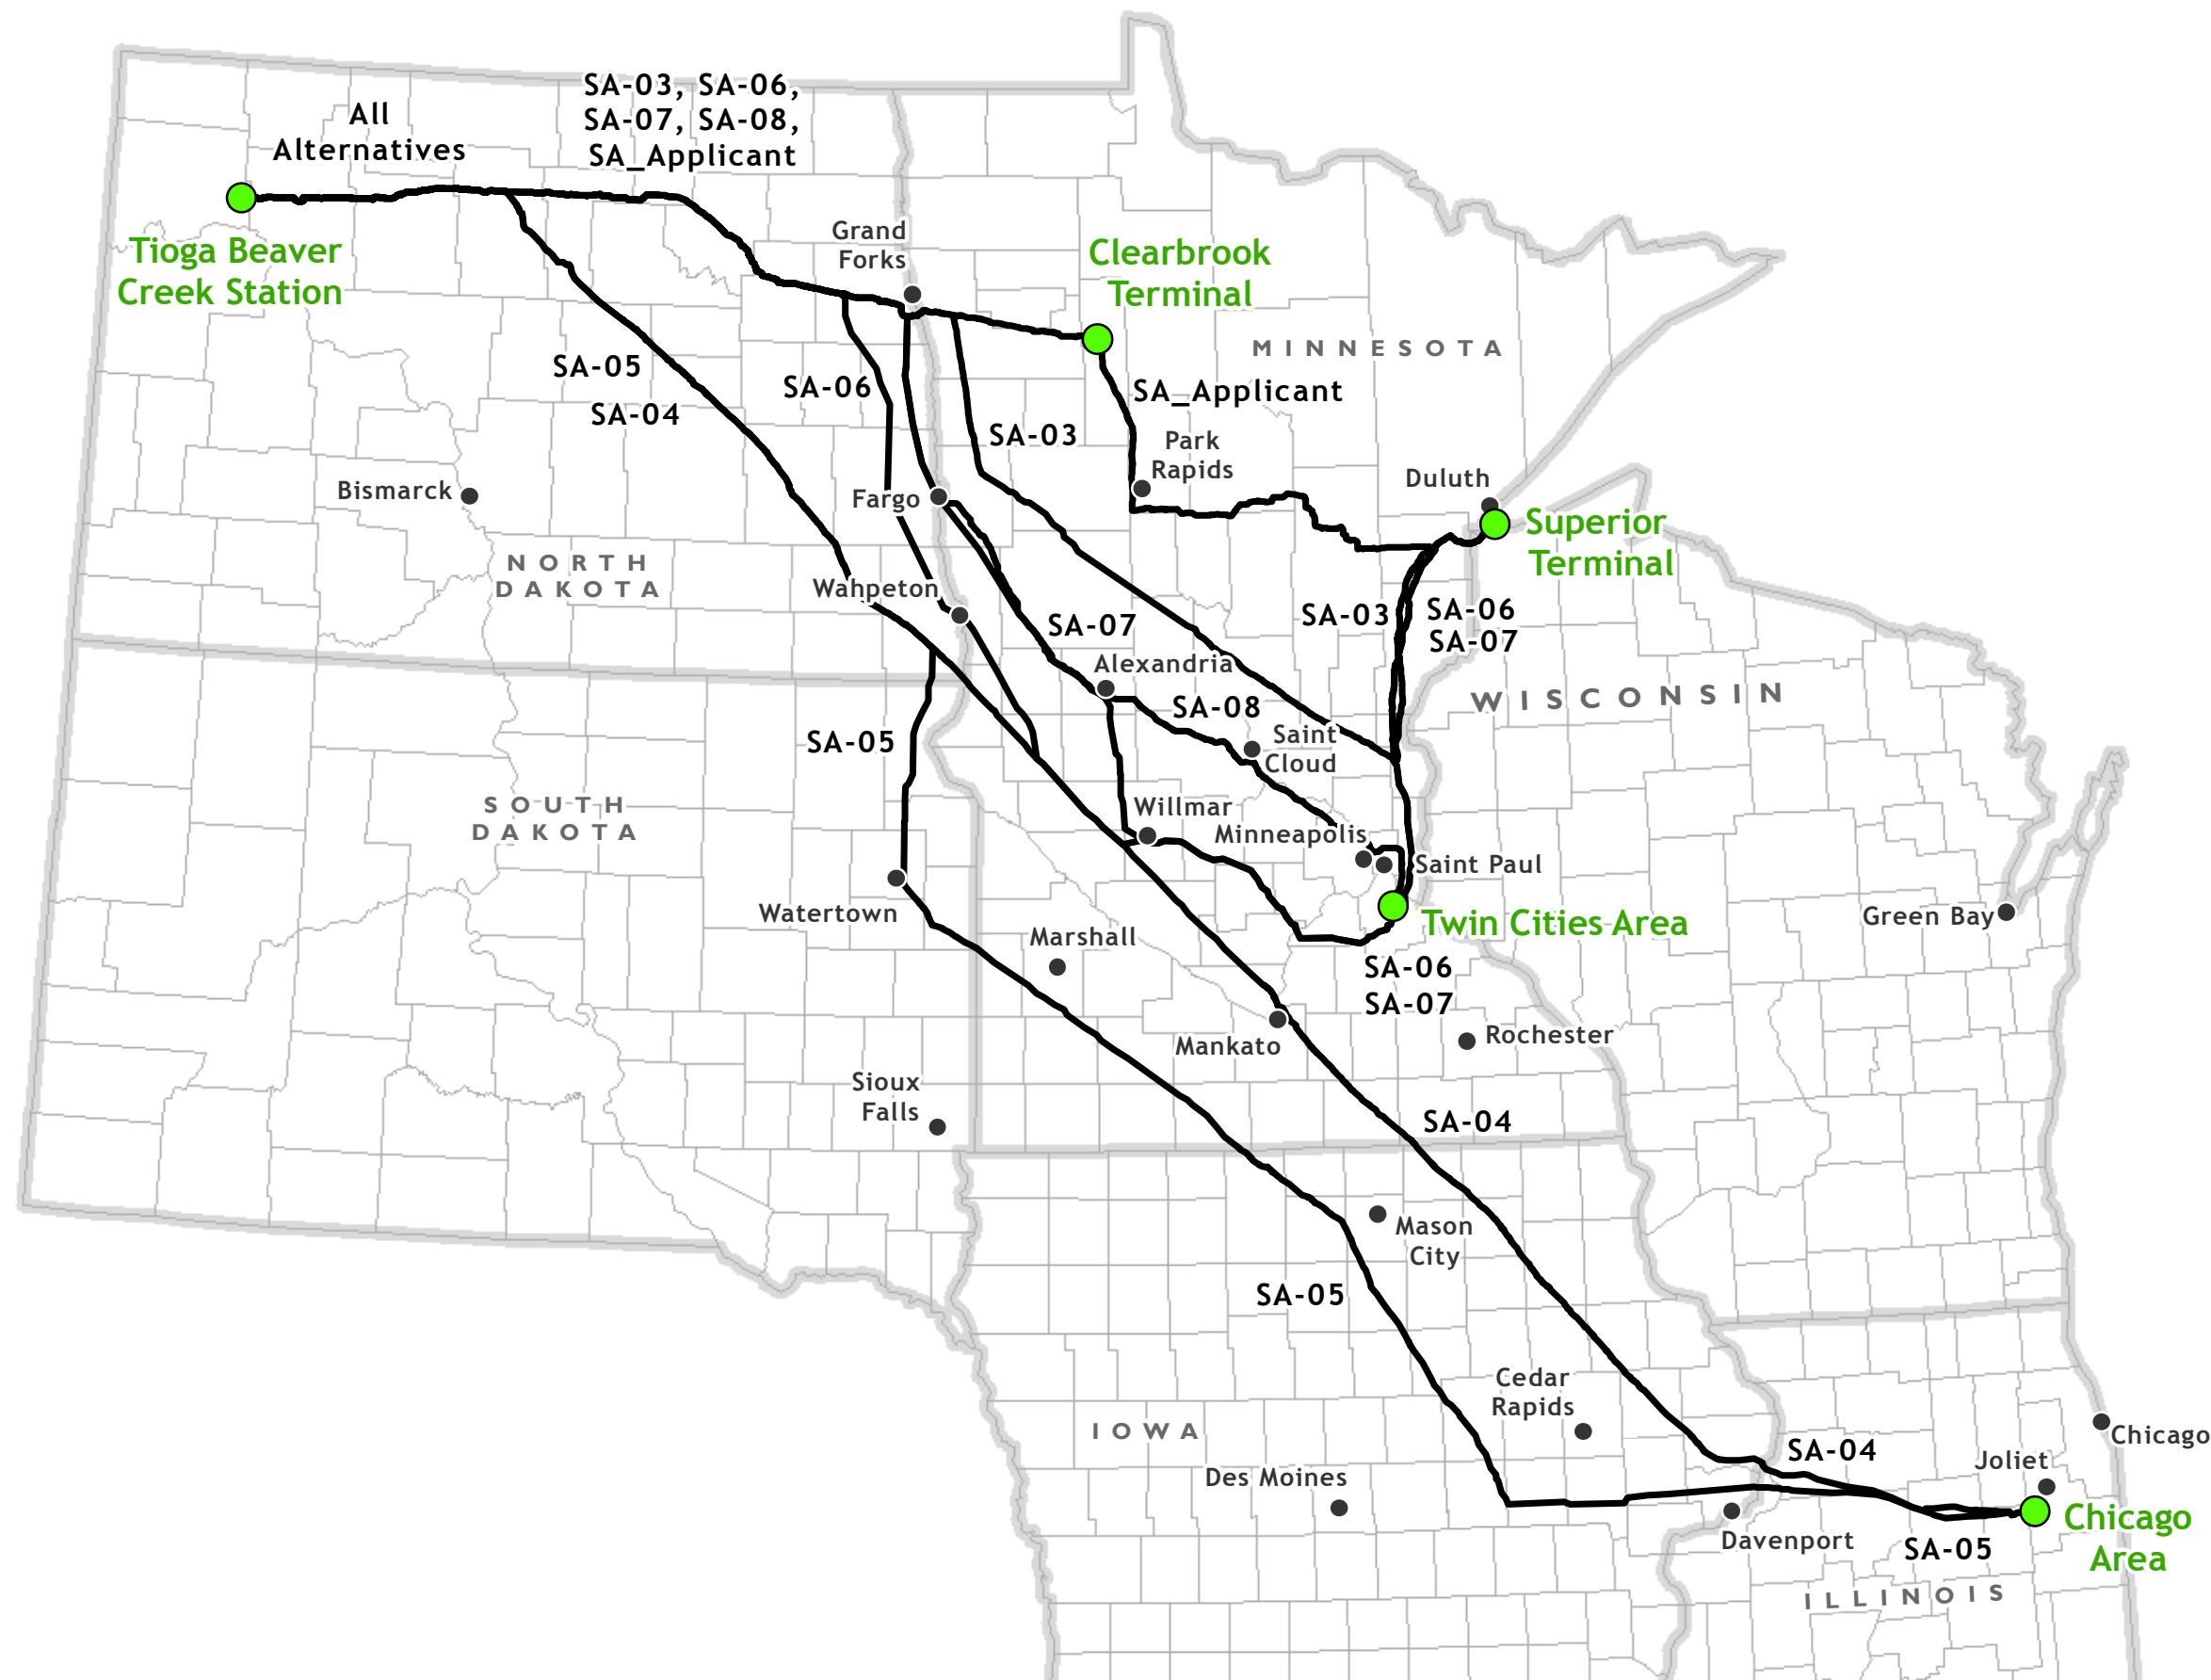 SA-03, SA-06,
SA-07, SA-08,
SA_Applicant
All
Alternatives
Tioga Beaver
Creek Station
Grand
Forks
Clearbrook
Terminal
MINNESOTA
SA-05
SA-04
SA-06
SA_Applicant
SA-03
Park
Rapids
Bismarck
Fargo
Duluth
Superior
Terminal
NORTH
DAKOTA
Wahpeton
SA-07
SA-03
SA-06
SA-07
Alexandria
SA-08
WISCONSIN
SA-05
Saint
Cloud
SOUTH
DAKOTA
Willmar
Minneapolis
Saint Paul
Watertown
Twin Cities Area
Green Bay
Marshall
SA-06
SA-07
Mankato
Rochester
Sioux
Falls
SA-04
Mason
City
SA-05
Cedar
Rapids
IOWA
Des Moines
SA-04
Chicago
Joliet
Chicago
Area
Davenport
SA-05
ILLINOIS